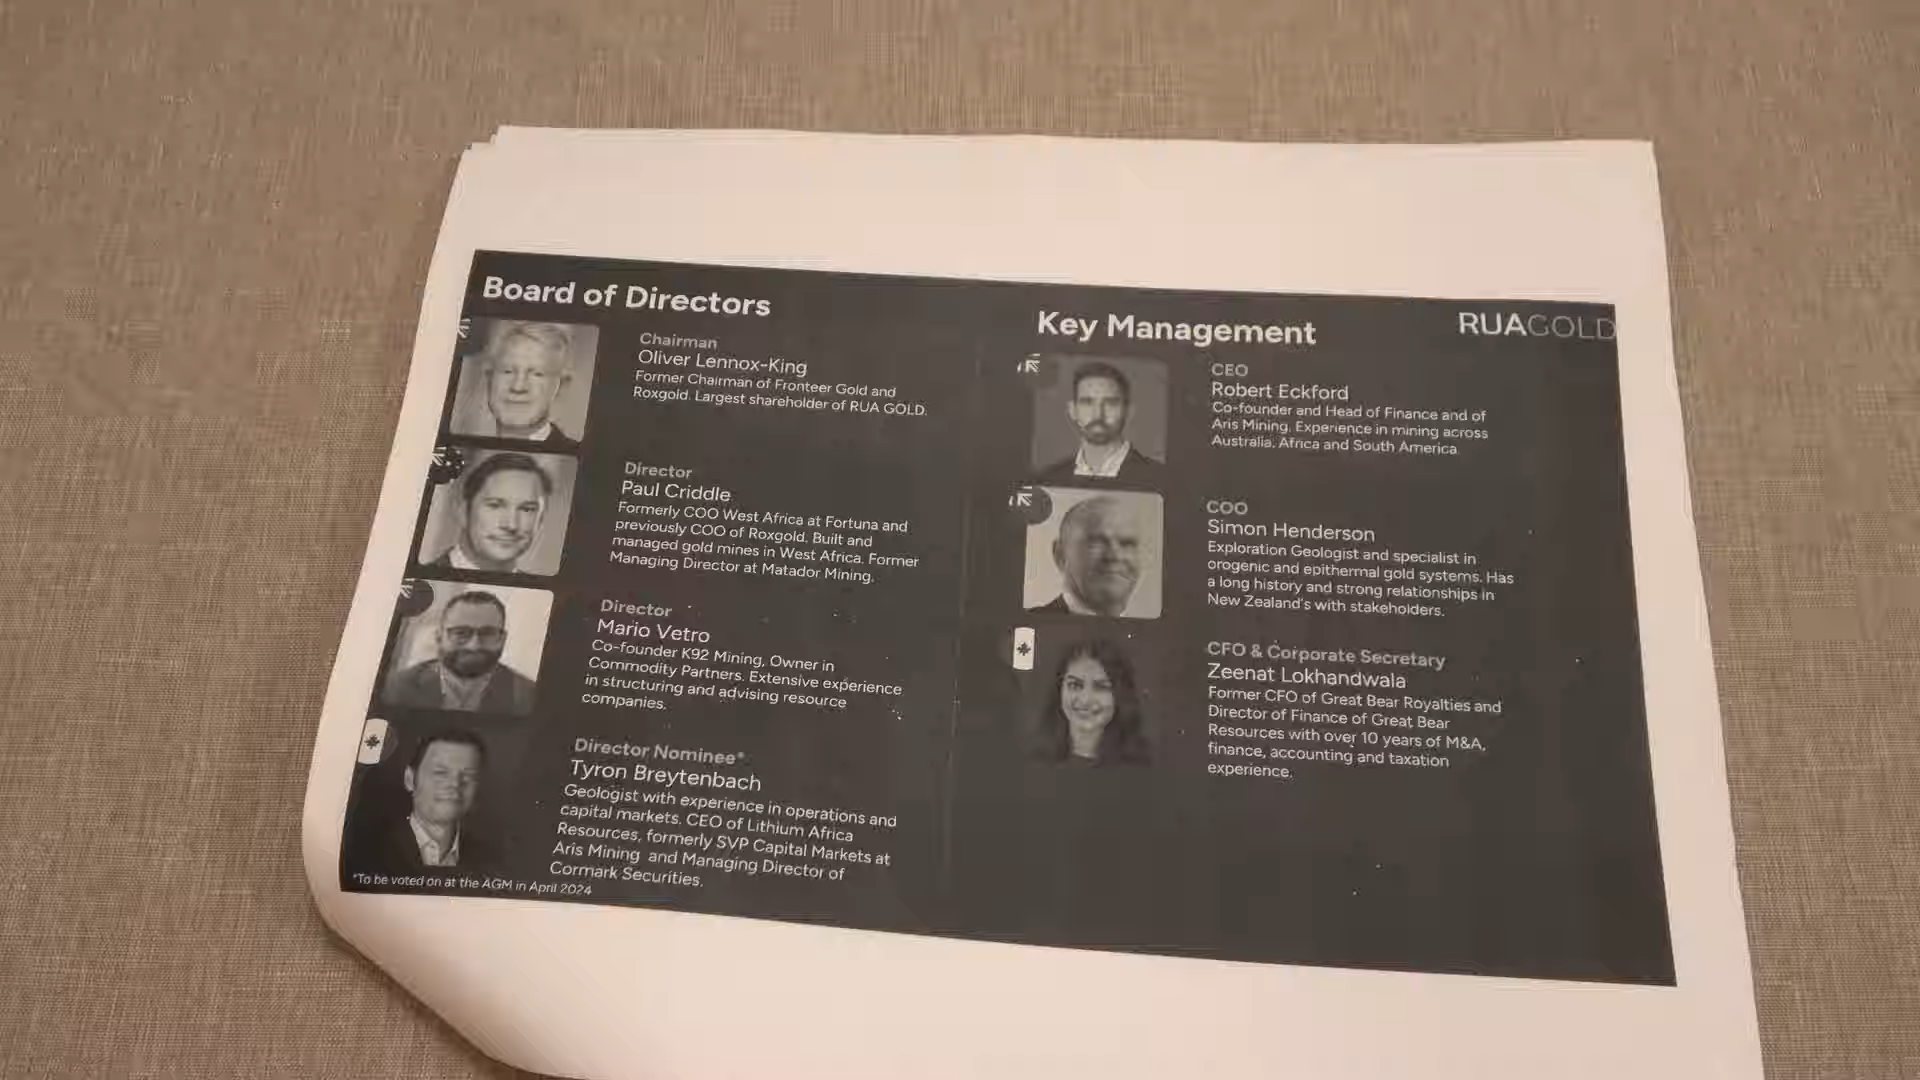 Board of Directors
Chairman
Oliver Lennox-King
Former Chairman of Fronteer Gold and
Roxgold. Largest shareholder of RUA GOLD.
Director
Paul Criddle
Formerly COO West Africa at Fortuna and
previously COO of Roxgold. Built and
managed gold mines in West Africa. Former
Managing Director at Matador Mining.
Director
Mario Vetro
Co-founder K92 Mining, Owner in
Commodity Partners. Extensive experience
in structuring and advising resource
companies.
Director Nominee*
Tyron Breytenbach
Geologist with experience in operations and
capital markets. CEO of Lithium Africa
Resources, formerly SVP Capital Markets at
Aris Mining and Managing Director of
Cormark Securities.
*To be voted on at the AGM in April 2024
Key Management
RUAGOLD
CEO
Robert Eckford
Co-founder and Head of Finance and of
Aris Mining. Experience in mining across
Australia, Africa and South America.
COO
Simon Henderson
Exploration Geologist and specialist in
orogenic and epithermal gold systems. Has
a long history and strong relationships in
New Zealand's with stakeholders.
CFO & Corporate Secretary
Zeenat Lokhandwala
Former CFO of Great Bear Royalties and
Director of Finance of Great Bear
Resources with over 10 years of M&A,
finance, accounting and taxation
experience.